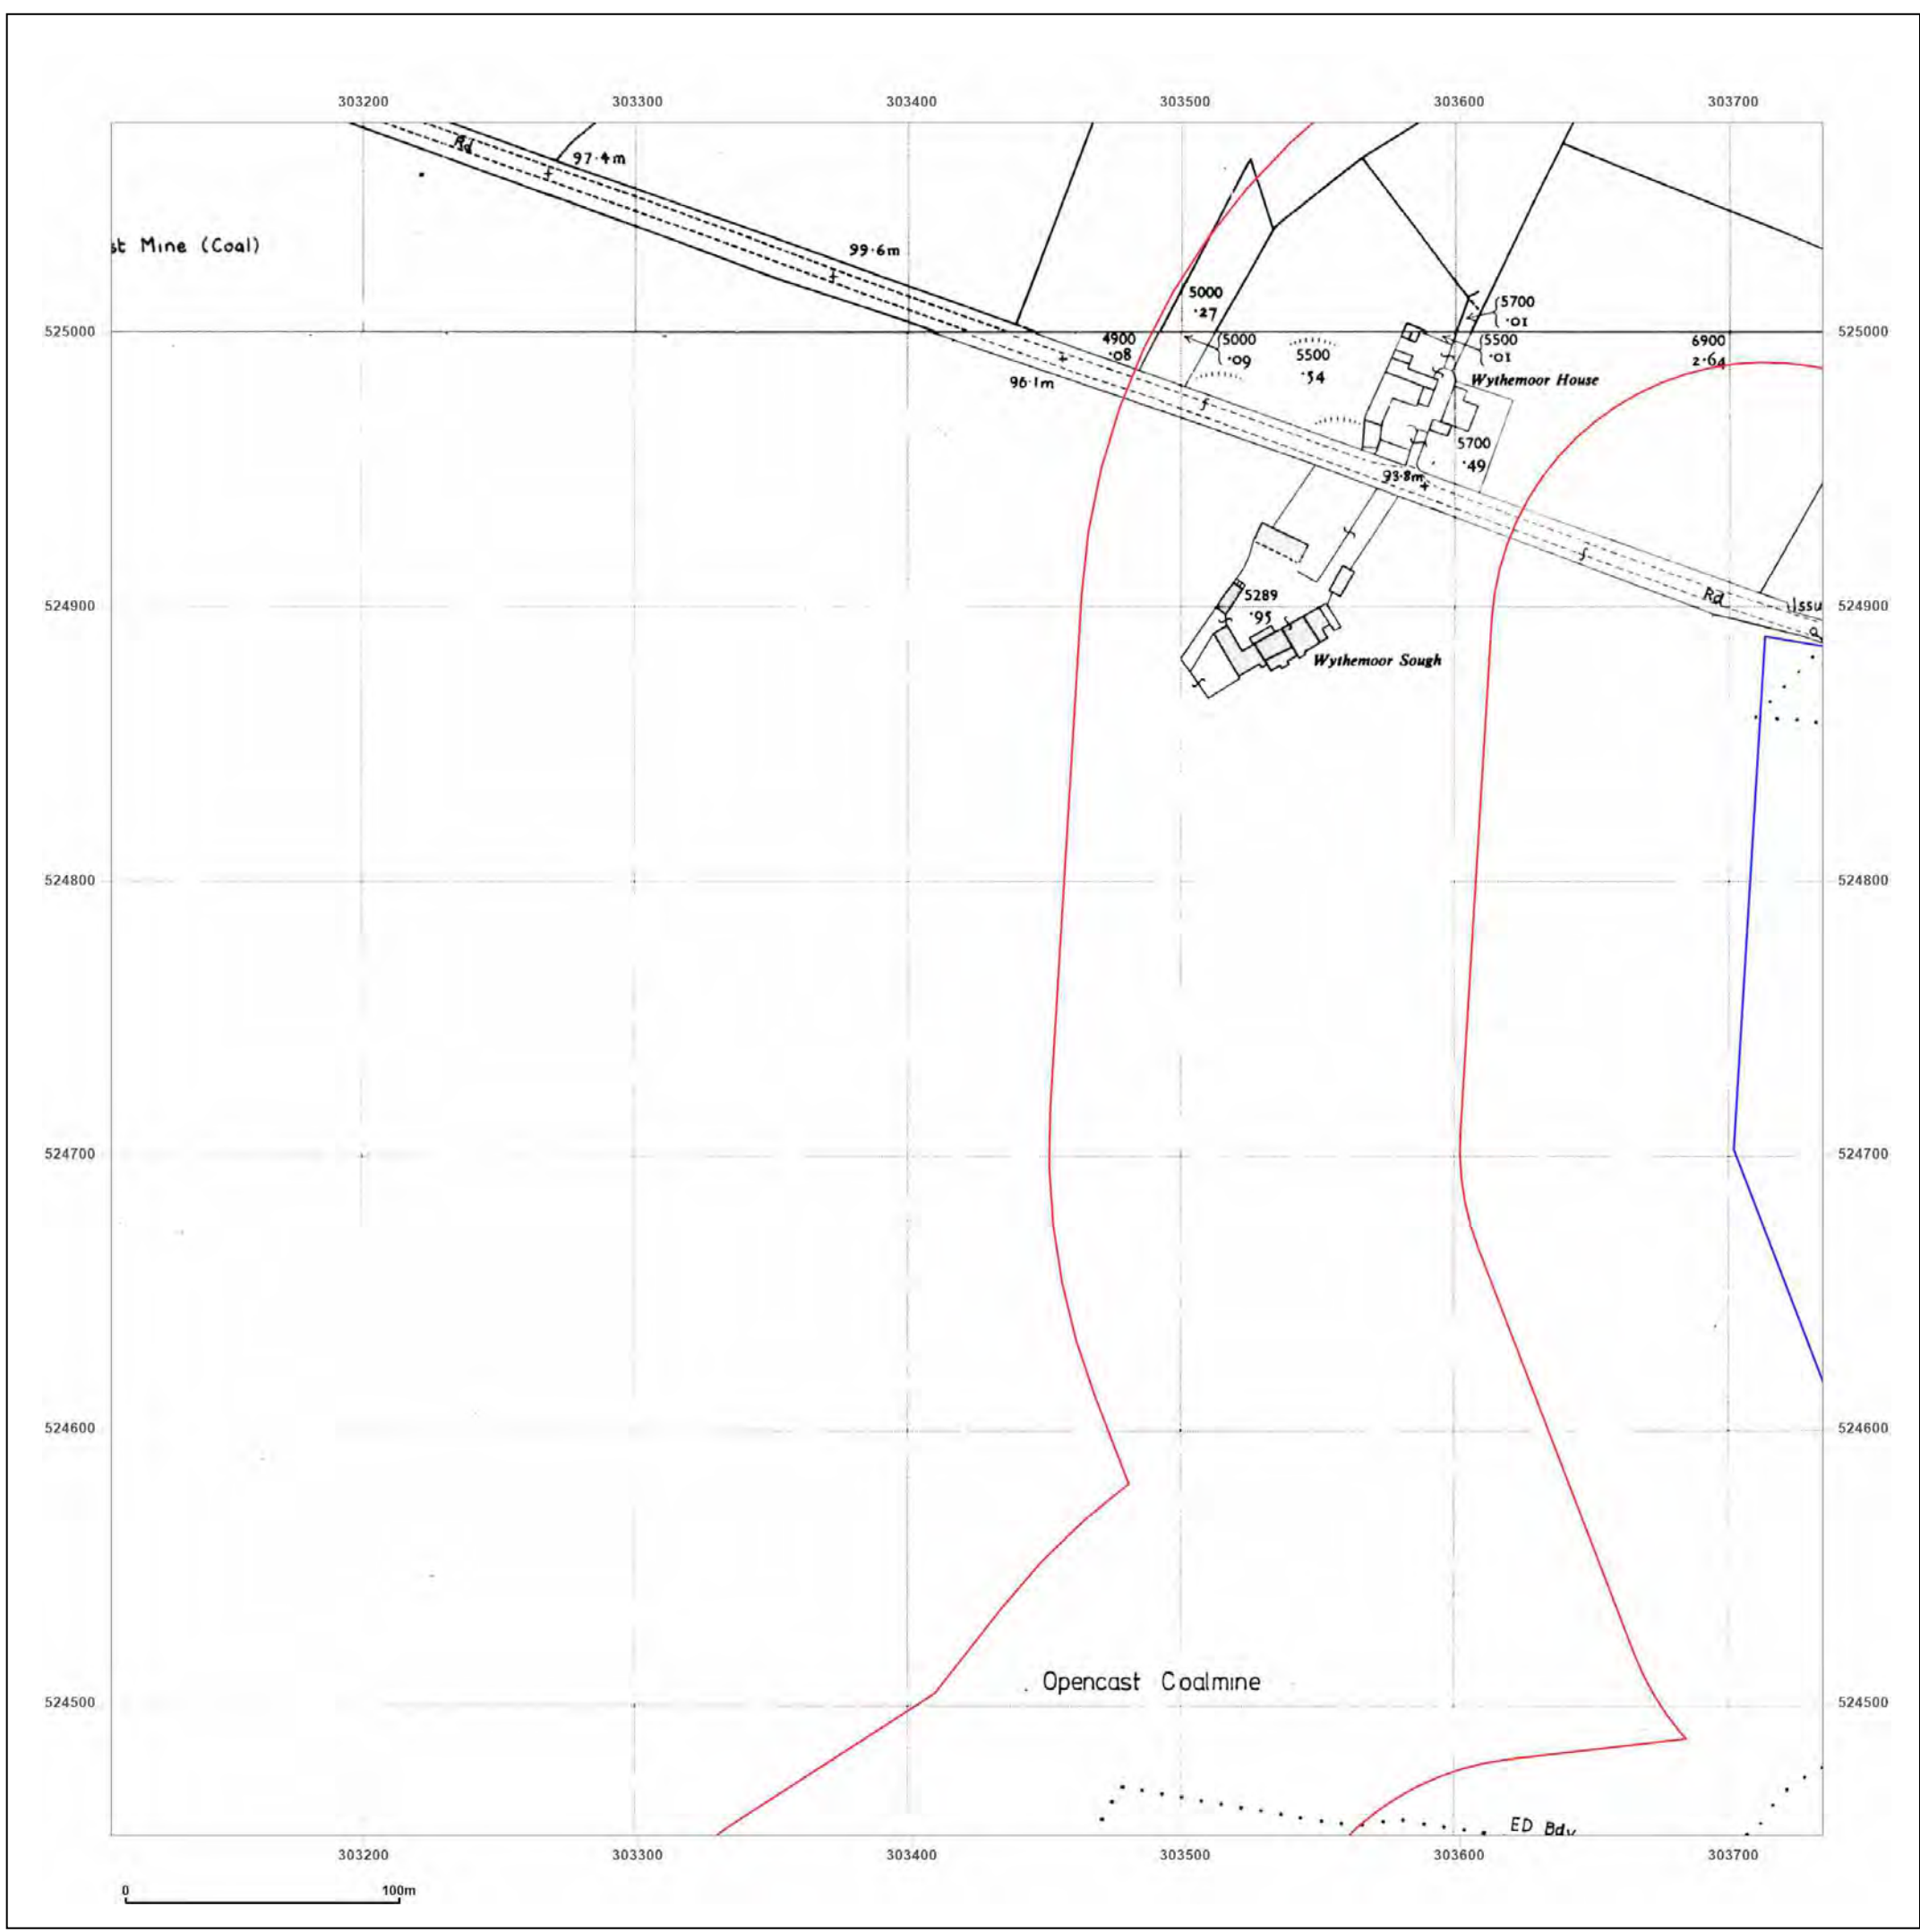 303200 303300 303400 303500 303600 303700
Rd
97·4m
st Mine (Coal)
99·6m
5000
·27
5700
·01
525000
4900
·08
5000
·09
5500
·54
5500
·01
6900
2·64
525000
96·1m
Wythemoor House
5700
·49
93·8m
524900
5289
·95
Rd
Issu
524900
Wythemoor Sough
524800 524800
524700 524700
524600 524600
Opencast Coalmine
524500 524500
ED Bdy
303200 303300 303400 303500 303600 303700
0 100m